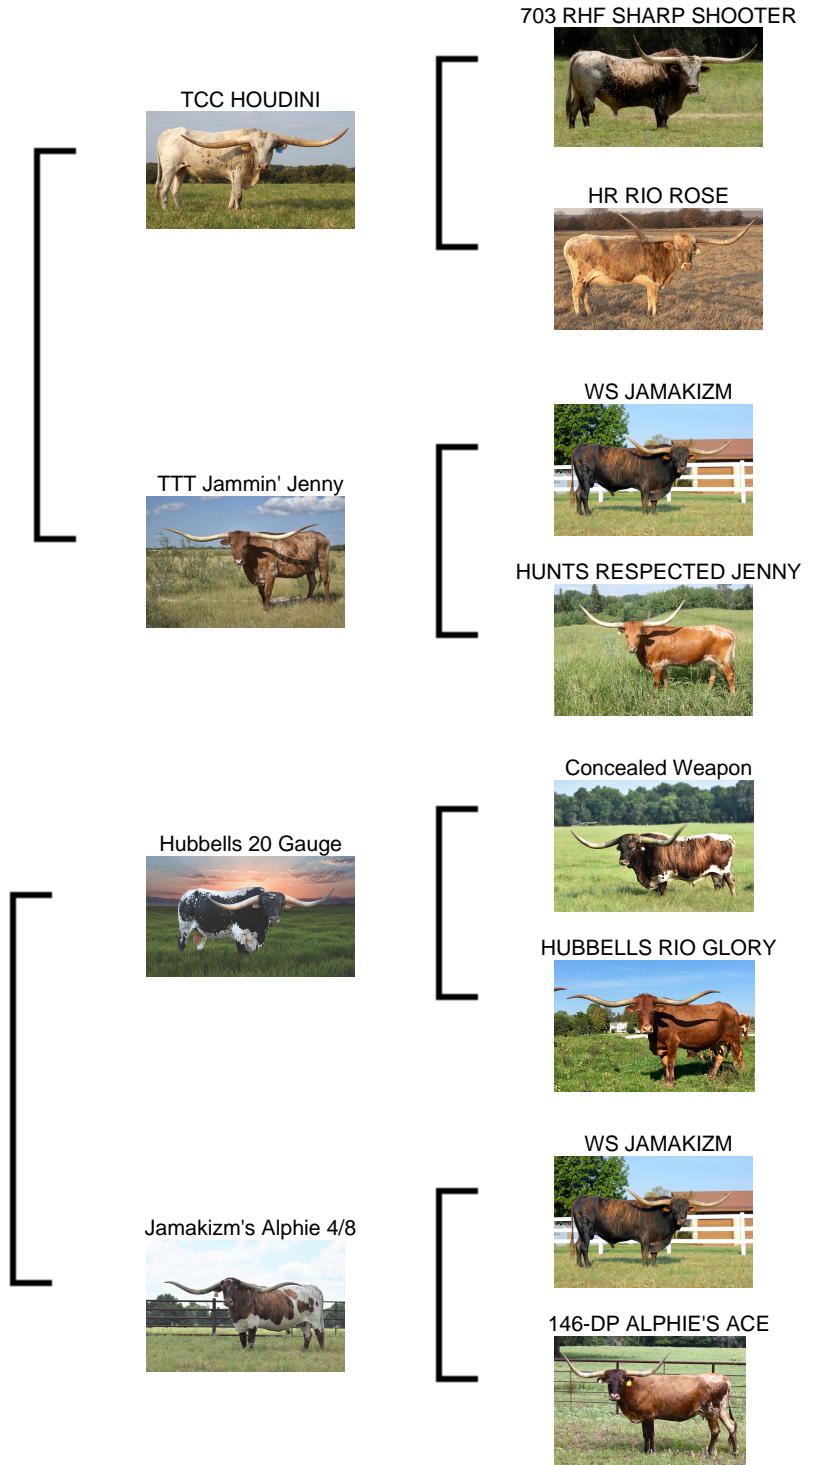 703 RHF SHARP SHOOTER
TCC HOUDINI
HR RIO ROSE
WS JAMAKIZM
TTT Jammin' Jenny
HUNTS RESPECTED JENNY
Concealed Weapon
Hubbells 20 Gauge
HUBBELLS RIO GLORY
WS JAMAKIZM
Jamakizm's Alphie 4/8
146-DP ALPHIE'S ACE